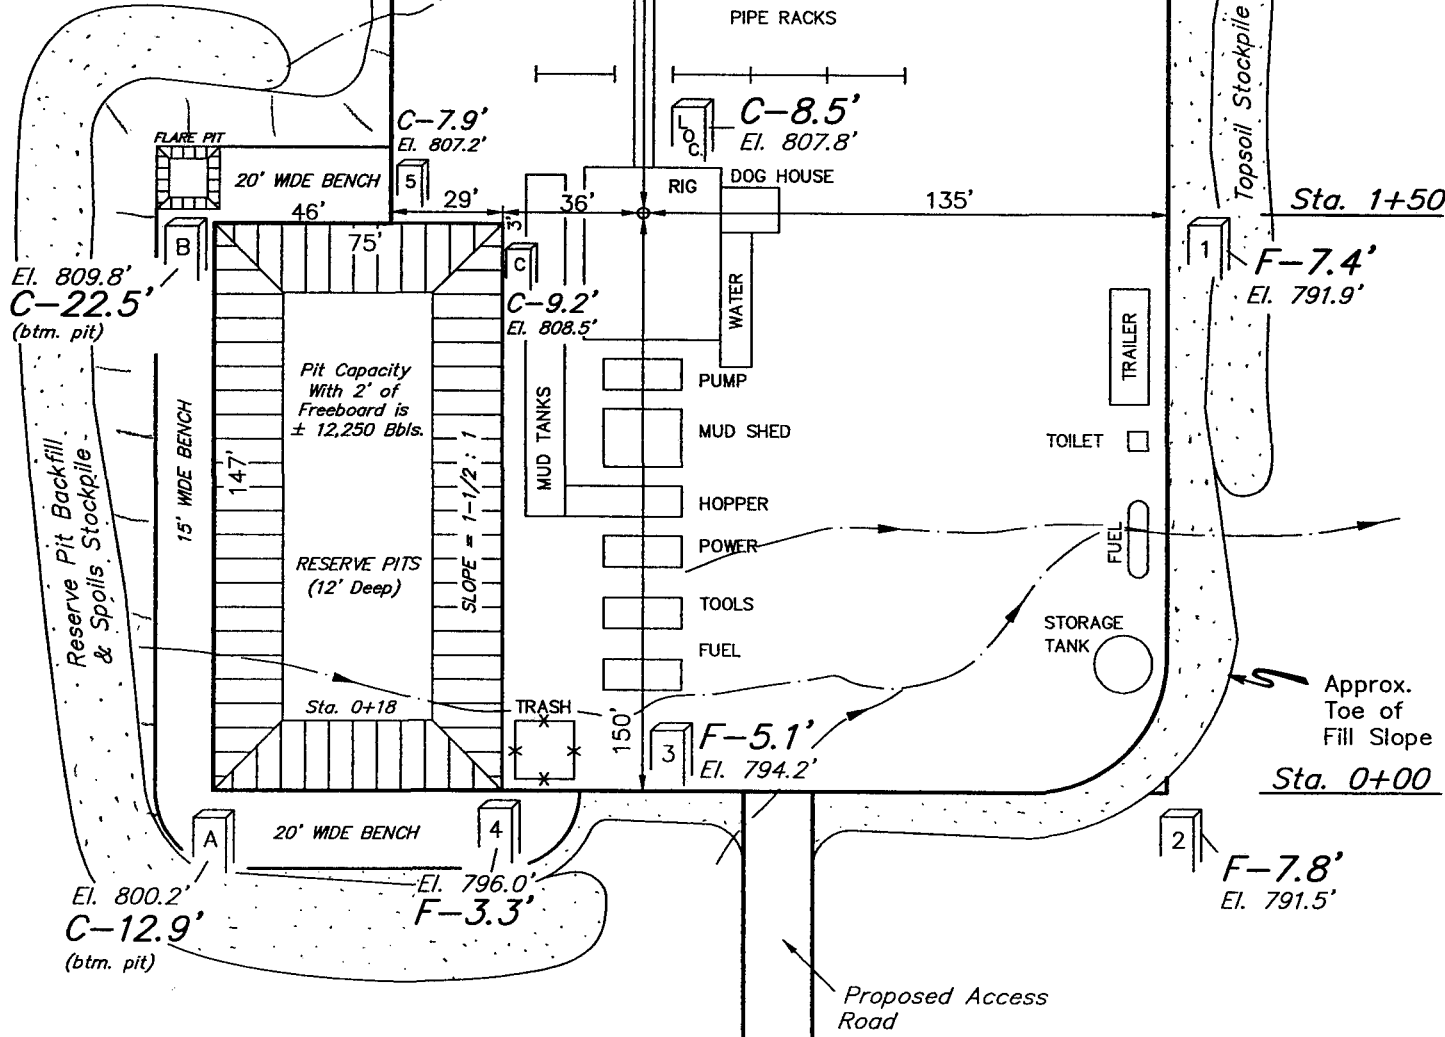 PIPE RACKS
Topsoil Stockpile
C-7.9'
El. 807.2'
LOC.
C-8.5'
El. 807.8'
FLARE PIT
20' WIDE BENCH
5
RIG
DOG HOUSE
46'
29'
3'
36'
135'
Sta. 1+50
75'
B
C
1
El. 809.8'
C-22.5'
(btm. pit)
C-9.2'
El. 808.5'
WATER
F-7.4'
El. 791.9'
TRAILER
Pit Capacity
With 2' of
Freeboard is
± 12,250 Bbls.
PUMP
MUD TANKS
MUD SHED
TOILET
15' WIDE BENCH
147'
SLOPE = 1-1/2 : 1
Reserve Pit Backfill
& Spoils Stockpile
HOPPER
POWER
FUEL
RESERVE PITS
(12' Deep)
TOOLS
STORAGE
TANK
FUEL
Sta. 0+18
TRASH
150'
3
F-5.1'
El. 794.2'
Approx.
Toe of
Fill Slope
Sta. 0+00
A
20' WIDE BENCH
4
2
El. 800.2'
C-12.9'
(btm. pit)
El. 796.0'
F-3.3'
F-7.8'
El. 791.5'
Proposed Access
Road